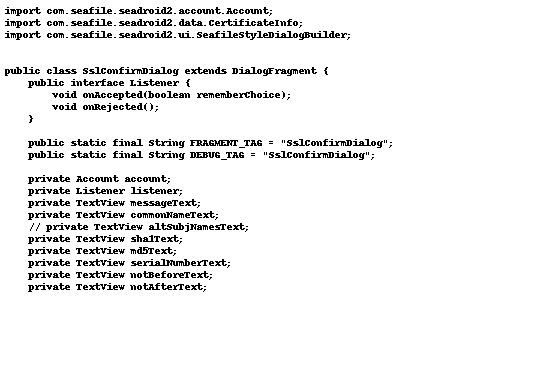 import com.seafile.seadroid2.account.Account;
import com.seafile.seadroid2.data.CertificateInfo;
import com.seafile.seadroid2.ui.SeafileStyleDialogBuilder;
public class SslConfirmDialog extends DialogFragment {
    public interface Listener {
        void onAccepted(boolean rememberChoice);
        void onRejected();
    }
    public static final String FRAGMENT_TAG = "SslConfirmDialog";
    public static final String DEBUG_TAG = "SslConfirmDialog";
    private Account account;
    private Listener listener;
    private TextView messageText;
    private TextView commonNameText;
    // private TextView altSubjNamesText;
    private TextView sha1Text;
    private TextView md5Text;
    private TextView serialNumberText;
    private TextView notBeforeText;
    private TextView notAfterText;